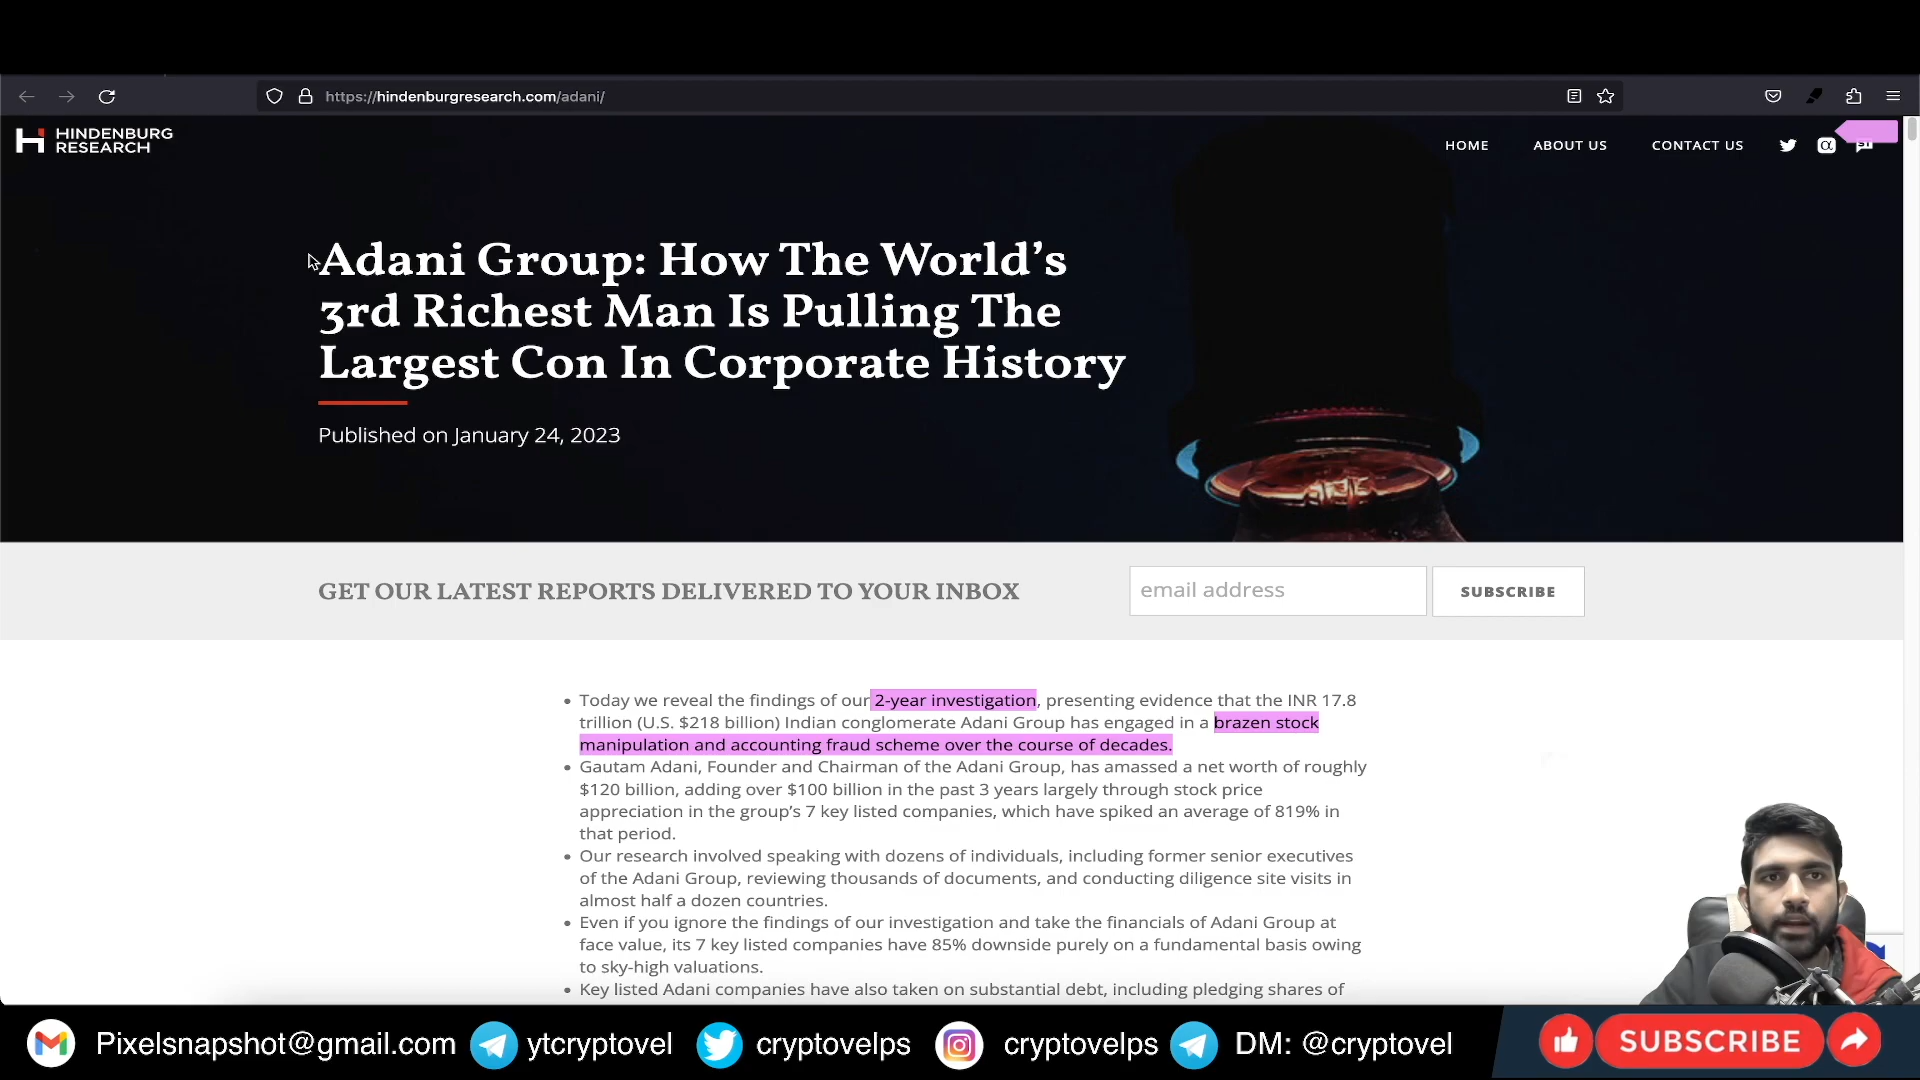 https://hindenburgresearch.com/adani/
HINDENBURG
RESEARCH
HOME ABOUT US CONTACT US
Adani Group: How The World’s
3rd Richest Man Is Pulling The
Largest Con In Corporate History
Published on January 24, 2023
GET OUR LATEST REPORTS DELIVERED TO YOUR INBOX email address SUBSCRIBE
• Today we reveal the findings of our 2-year investigation, presenting evidence that the INR 17.8
trillion (U.S. $218 billion) Indian conglomerate Adani Group has engaged in a brazen stock
manipulation and accounting fraud scheme over the course of decades.
• Gautam Adani, Founder and Chairman of the Adani Group, has amassed a net worth of roughly
$120 billion, adding over $100 billion in the past 3 years largely through stock price
appreciation in the group’s 7 key listed companies, which have spiked an average of 819% in
that period.
• Our research involved speaking with dozens of individuals, including former senior executives
of the Adani Group, reviewing thousands of documents, and conducting diligence site visits in
almost half a dozen countries.
• Even if you ignore the findings of our investigation and take the financials of Adani Group at
face value, its 7 key listed companies have 85% downside purely on a fundamental basis owing
to sky-high valuations.
• Key listed Adani companies have also taken on substantial debt, including pledging shares of
Pixelsnapshot@gmail.com ytcryptovel cryptovelps cryptovelps DM: @cryptovel SUBSCRIBE